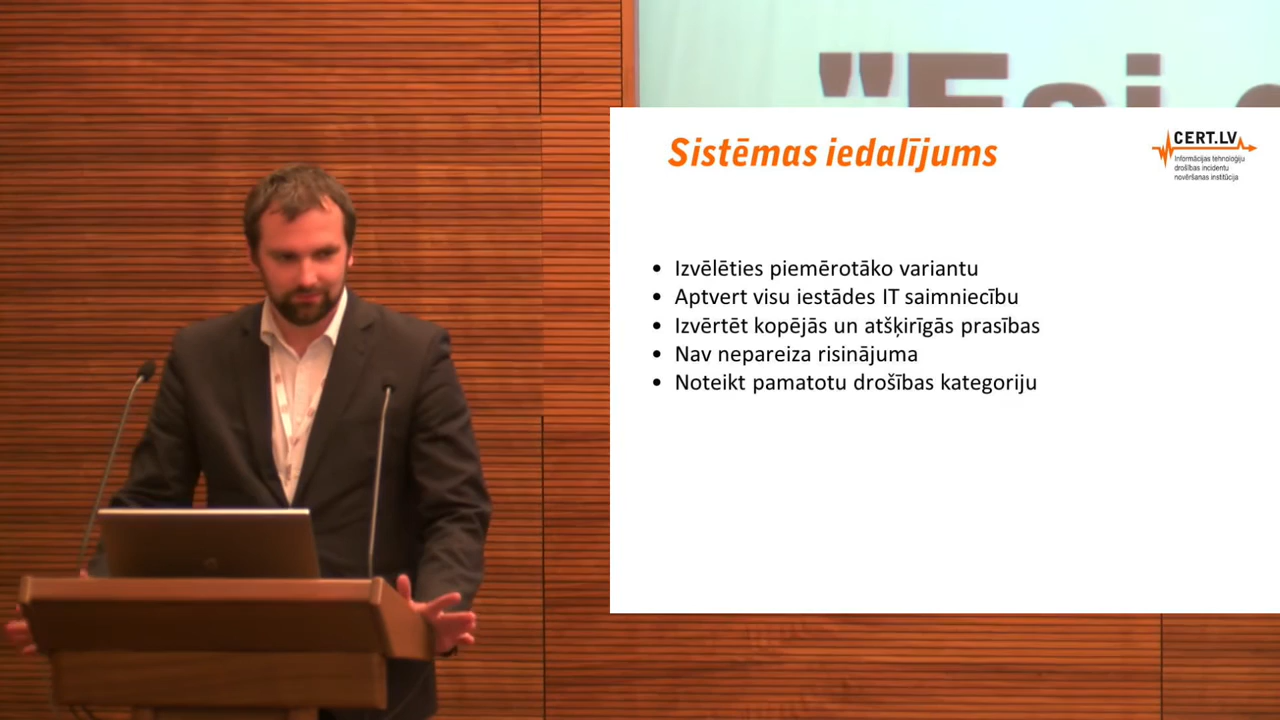 Sistēmas iedalījums
CERT.LV
Informācijas tehnoloģiju
drošības incidentu
novēršanas institūcija
• Izvēlēties piemērotāko variantu
• Aptvert visu iestādes IT saimniecību
• Izvērtēt kopējās un atšķirīgās prasības
• Nav nepareiza risinājuma
• Noteikt pamatotu drošības kategoriju